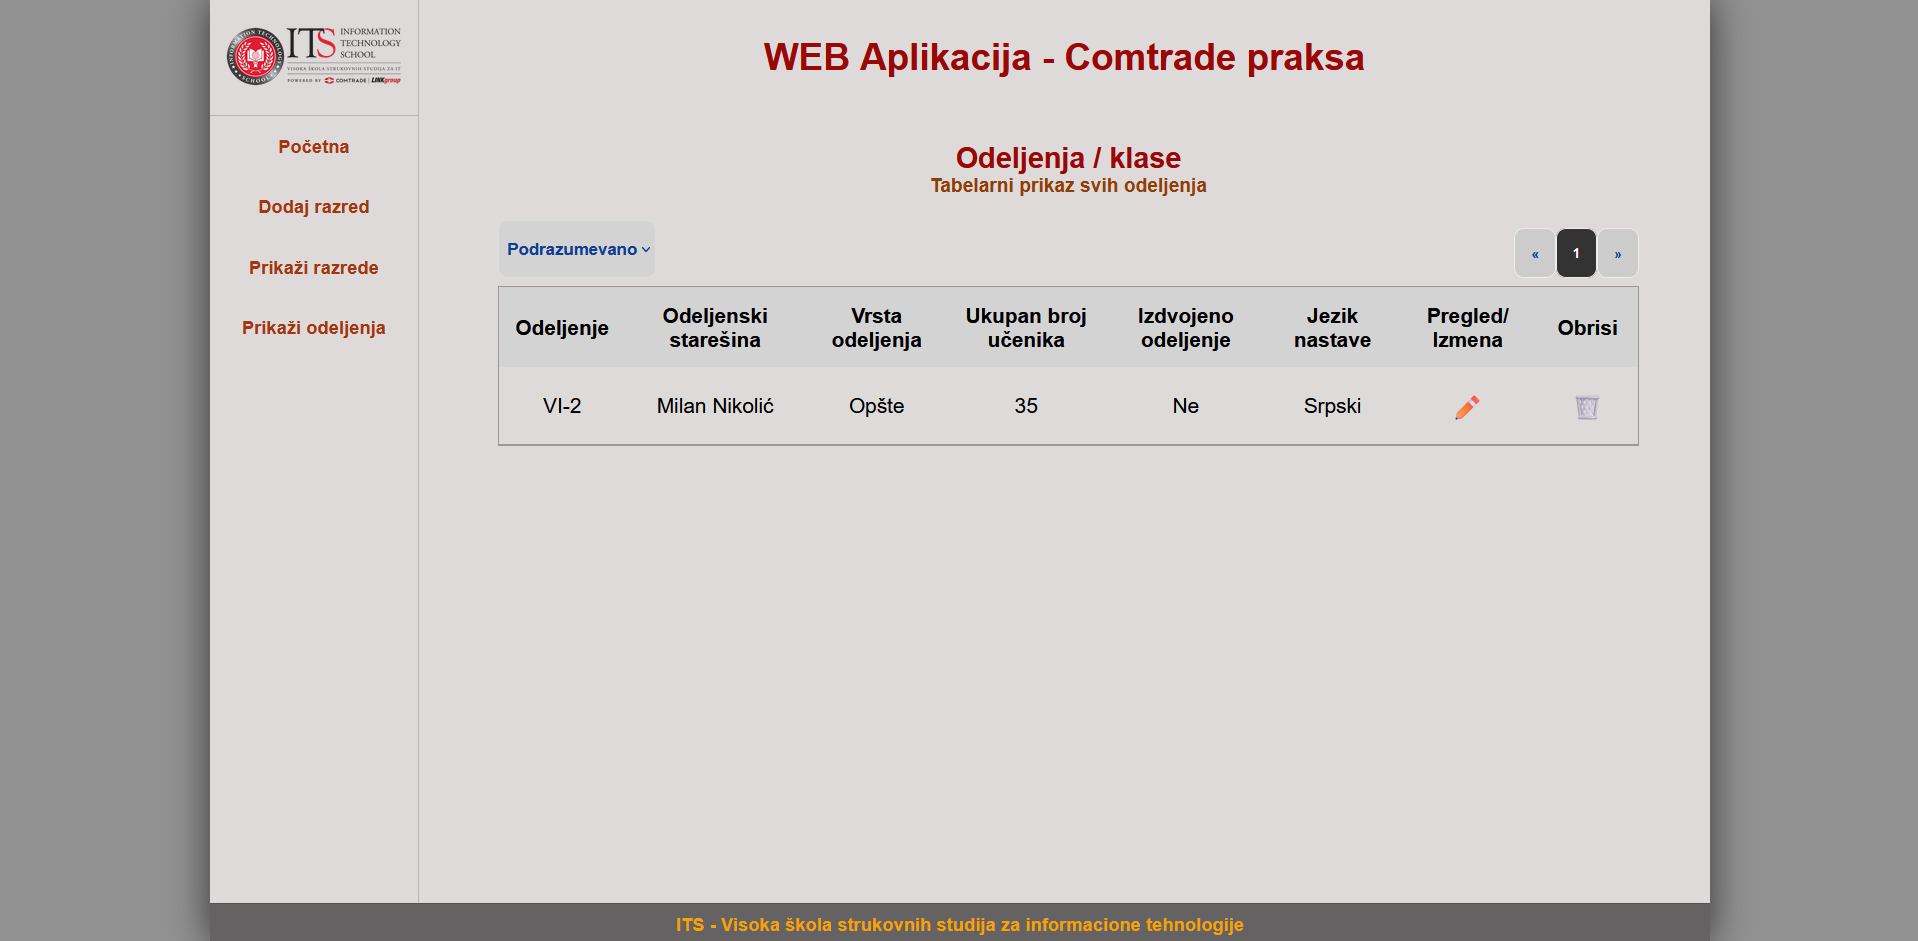 INFORMATION TECHNOLOGY SCHOOL
ITS
INFORMATION
TECHNOLOGY
SCHOOL
VISOKA ŠKOLA STRUKOVNIH STUDIJA ZA IT
POWERED BY COMTRADE | LINKgroup
WEB Aplikacija - Comtrade praksa
Početna
Dodaj razred
Prikaži razrede
Prikaži odeljenja
Odeljenja / klase
Tabelarni prikaz svih odeljenja
Podrazumevano
« 1 »
Odeljenje Odeljenski starešina Vrsta odeljenja Ukupan broj učenika Izdvojeno odeljenje Jezik nastave Pregled/ Izmena Obrisi
VI-2 Milan Nikolić Opšte 35 Ne Srpski
ITS - Visoka škola strukovnih studija za informacione tehnologije